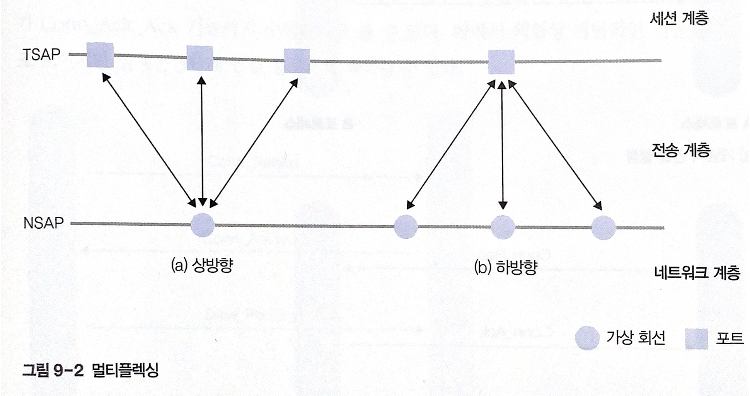 세션 계층
TSAP
전송 계층
NSAP
(a) 상방향
(b) 하방향
네트워크 계층
가상 회선
포트
그림 9-2 멀티플렉싱